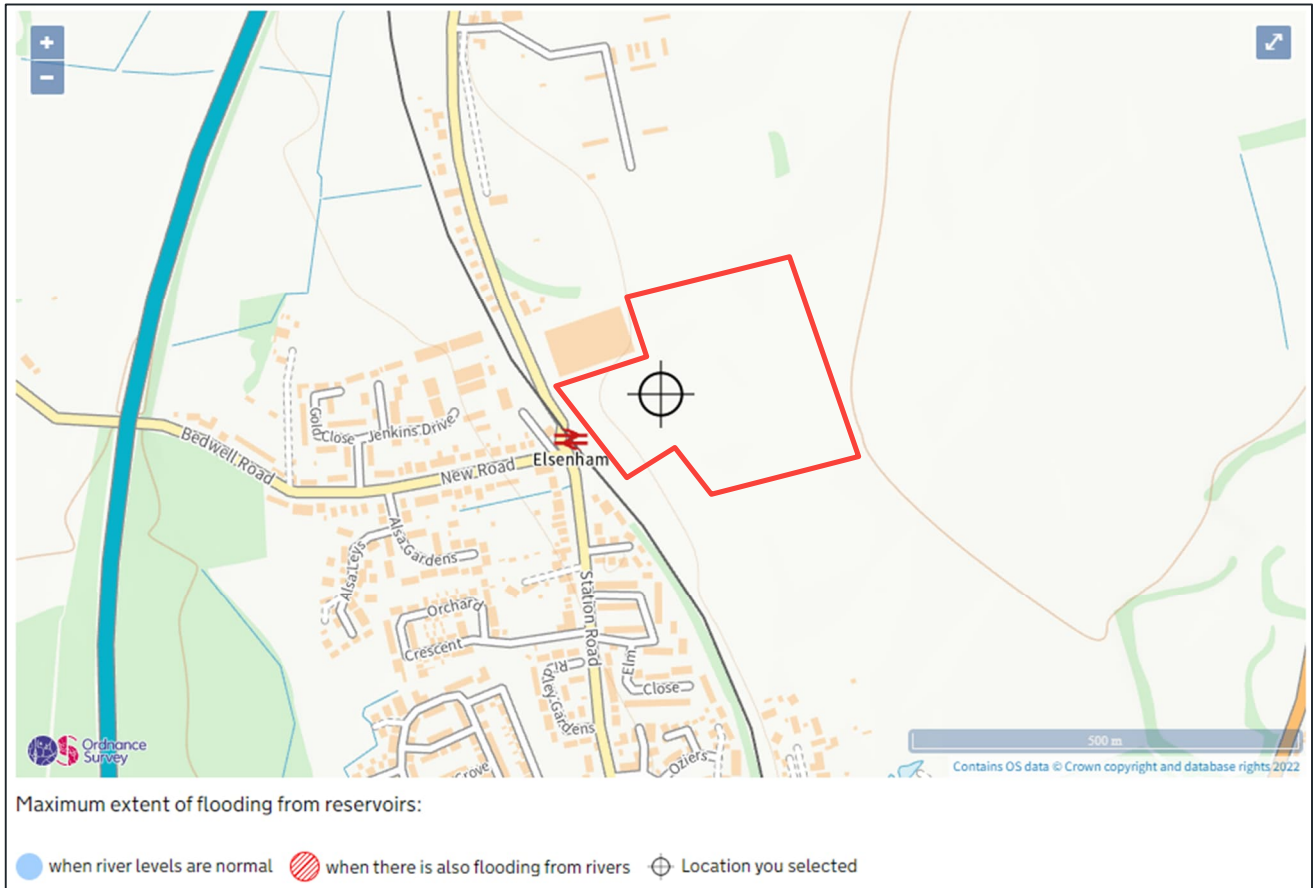 +
−
Gold Close
Jenkins Drive
Bedwell Road
New Road
Elsenham
Alsa Gardens
Alsa Leys
Station Road
Orchard
Crescent
Elm
Close
Ridley Gardens
Oziers
Grove
500 m
Ordnance
Survey
Contains OS data © Crown copyright and database rights 2022
Maximum extent of flooding from reservoirs:
when river levels are normal when there is also flooding from rivers Location you selected